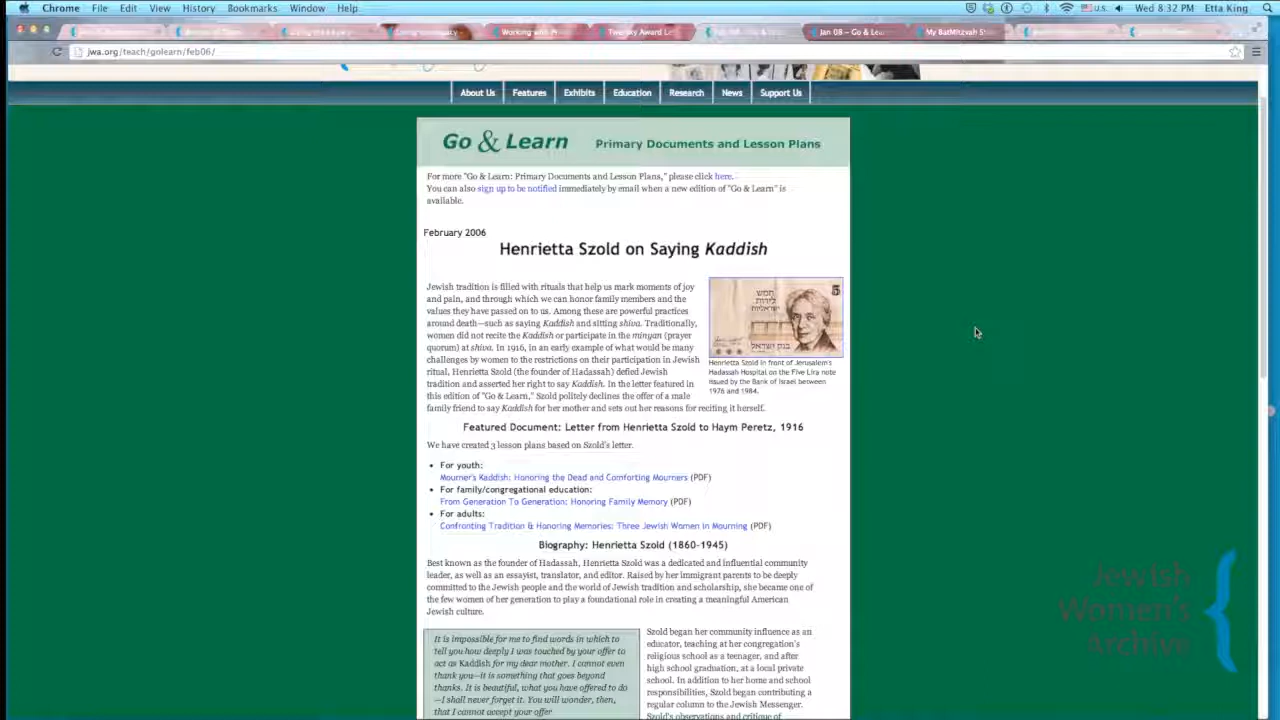 Chrome File Edit View History Bookmarks Window Help U.S. Wed 8:32 PM Etta King
Working with Twenty Award Le Jan 08 – Go & Lea My BatMitzvah St
jwa.org/teach/golearn/feb06/
About Us Features Exhibits Education Research News Support Us
Go & Learn Primary Documents and Lesson Plans
For more "Go & Learn: Primary Documents and Lesson Plans," please click here.
You can also sign up to be notified immediately by email when a new edition of "Go & Learn" is
available.
February 2006
Henrietta Szold on Saying Kaddish
Jewish tradition is filled with rituals that help us mark moments of joy
and pain, and through which we can honor family members and the
values they have passed on to us. Among these are powerful practices
around death—such as saying Kaddish and sitting shiva. Traditionally,
women did not recite the Kaddish or participate in the minyan (prayer
quorum) at shiva. In 1916, in an early example of what would be many
challenges by women to the restrictions on their participation in Jewish
ritual, Henrietta Szold (the founder of Hadassah) defied Jewish
tradition and asserted her right to say Kaddish. In the letter featured in
this edition of "Go & Learn," Szold politely declines the offer of a male
family friend to say Kaddish for her mother and sets out her reasons for reciting it herself.
5
חמש
לירות
ישראליות
בנק ישראל
Henrietta Szold in front of Jerusalem's
Hadassah Hospital on the Five Lira note
issued by the Bank of Israel between
1976 and 1984.
Featured Document: Letter from Henrietta Szold to Haym Peretz, 1916
We have created 3 lesson plans based on Szold's letter.
• For youth:
Mourner's Kaddish: Honoring the Dead and Comforting Mourners (PDF)
• For family/congregational education:
From Generation To Generation: Honoring Family Memory (PDF)
• For adults:
Confronting Tradition & Honoring Memories: Three Jewish Women in Mourning (PDF)
Biography: Henrietta Szold (1860-1945)
Best known as the founder of Hadassah, Henrietta Szold was a dedicated and influential community
leader, as well as an essayist, translator, and editor. Raised by her immigrant parents to be deeply
committed to the Jewish people and the world of Jewish tradition and scholarship, she became one of
the few women of her generation to play a foundational role in creating a meaningful American
Jewish culture.
It is impossible for me to find words in which to
tell you how deeply I was touched by your offer to
act as Kaddish for my dear mother. I cannot even
thank you—it is something that goes beyond
thanks. It is beautiful, what you have offered to do
—I shall never forget it. You will wonder, then,
that I cannot accept your offer
Szold began her community influence as an
educator, teaching at her congregation's
religious school as a teenager, and after
high school graduation, at a local private
school. In addition to her home and school
responsibilities, Szold began contributing a
regular column to the Jewish Messenger.
Szold's observations and critique of
Jewish
Women's
Archive